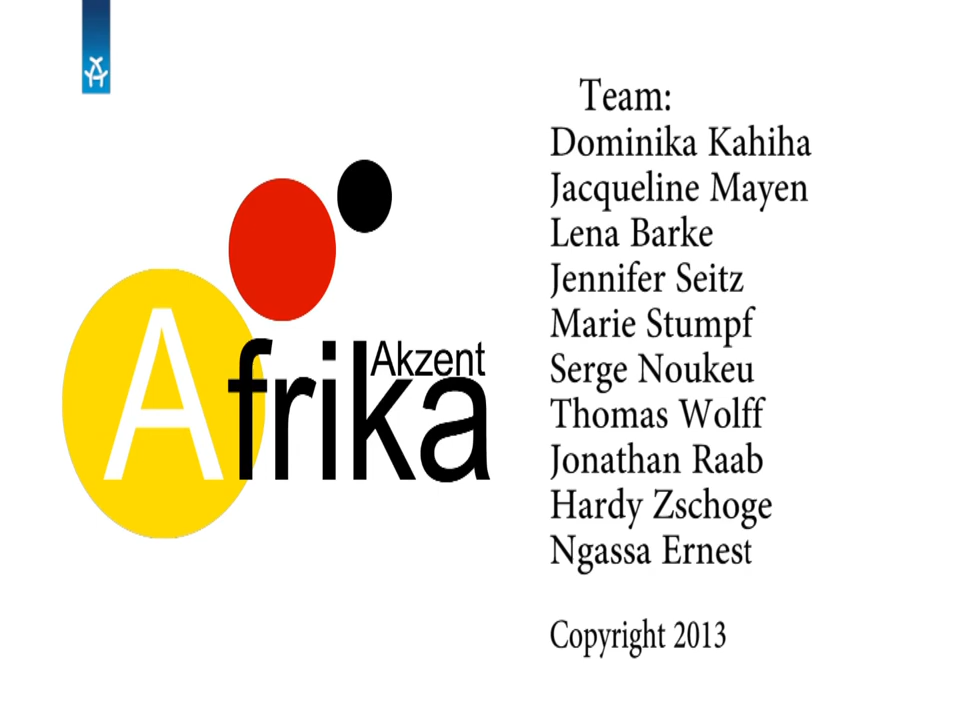 Afrika
Akzent
Team:
Dominika Kahiha
Jacqueline Mayen
Lena Barke
Jennifer Seitz
Marie Stumpf
Serge Noukeu
Thomas Wolff
Jonathan Raab
Hardy Zschoge
Ngassa Ernest
Copyright 2013